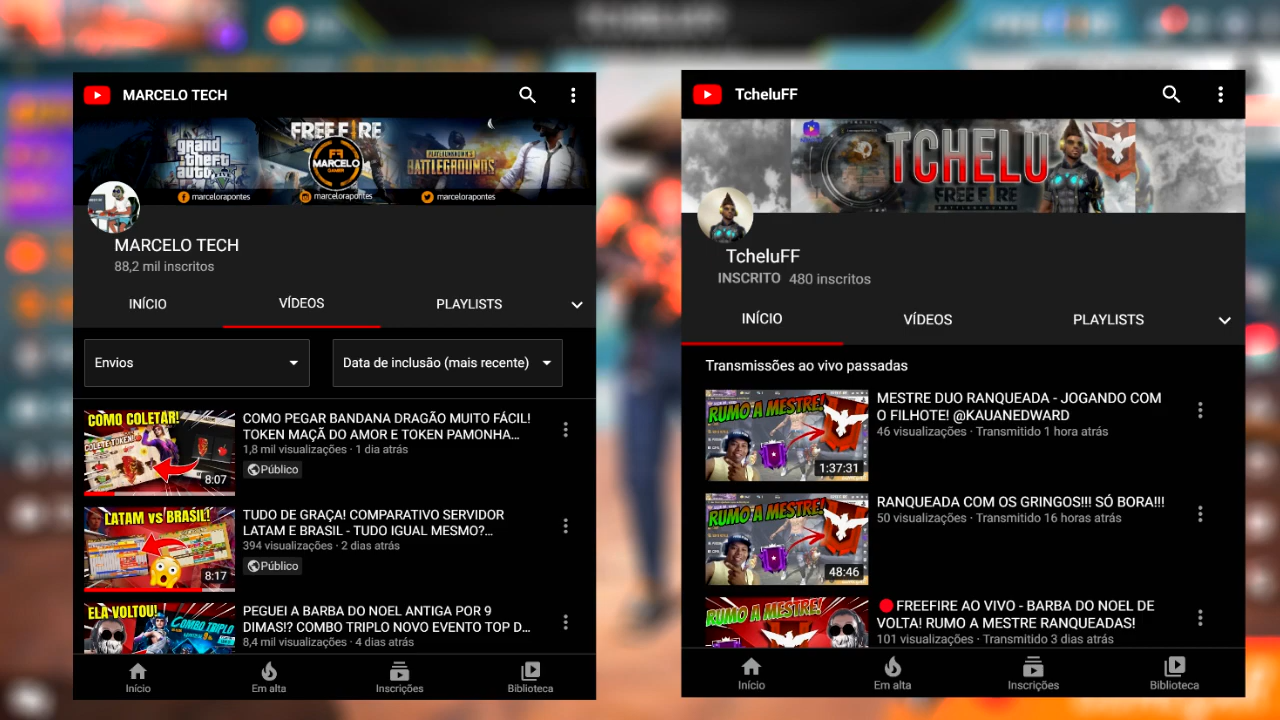 MARCELO TECH
grand
theft
auto
FREE FIRE
MARCELO
GAMER
BATTLEGROUNDS
marcelorapontes
marcelorapontes
marcelorapontes
MARCELO TECH
88,2 mil inscritos
INÍCIO
VÍDEOS
PLAYLISTS
Envios
Data de inclusão (mais recente)
COMO COLETAR!
COLETE TOKEN!
8:07
COMO PEGAR BANDANA DRAGÃO MUITO FÁCIL!
TOKEN MAÇÃ DO AMOR E TOKEN PAMONHA...
1,8 mil visualizações · 1 dia atrás
Público
LATAM vs BRASIL!
8:17
TUDO DE GRAÇA! COMPARATIVO SERVIDOR
LATAM E BRASIL - TUDO IGUAL MESMO?...
394 visualizações · 2 dias atrás
Público
ELA VOLTOU!
COMBO TRIPLO
PEGUEI A BARBA DO NOEL ANTIGA POR 9
DIMAS!? COMBO TRIPLO NOVO EVENTO TOP D...
8,4 mil visualizações · 4 dias atrás
Início
Em alta
Inscrições
Biblioteca
TcheluFF
TCHELU
FREE FIRE
TcheluFF
INSCRITO 480 inscritos
INÍCIO
VÍDEOS
PLAYLISTS
Transmissões ao vivo passadas
RUMO A MESTRE!
1:37:31
MESTRE DUO RANQUEADA - JOGANDO COM
O FILHOTE! @KAUANEDWARD
46 visualizações · Transmitido 1 hora atrás
RUMO A MESTRE!
48:46
RANQUEADA COM OS GRINGOS!!! SÓ BORA!!!
50 visualizações · Transmitido 16 horas atrás
RUMO A MESTRE!
FREEFIRE AO VIVO - BARBA DO NOEL DE
VOLTA! RUMO A MESTRE RANQUEADAS!
101 visualizações · Transmitido 3 dias atrás
Início
Em alta
Inscrições
Biblioteca